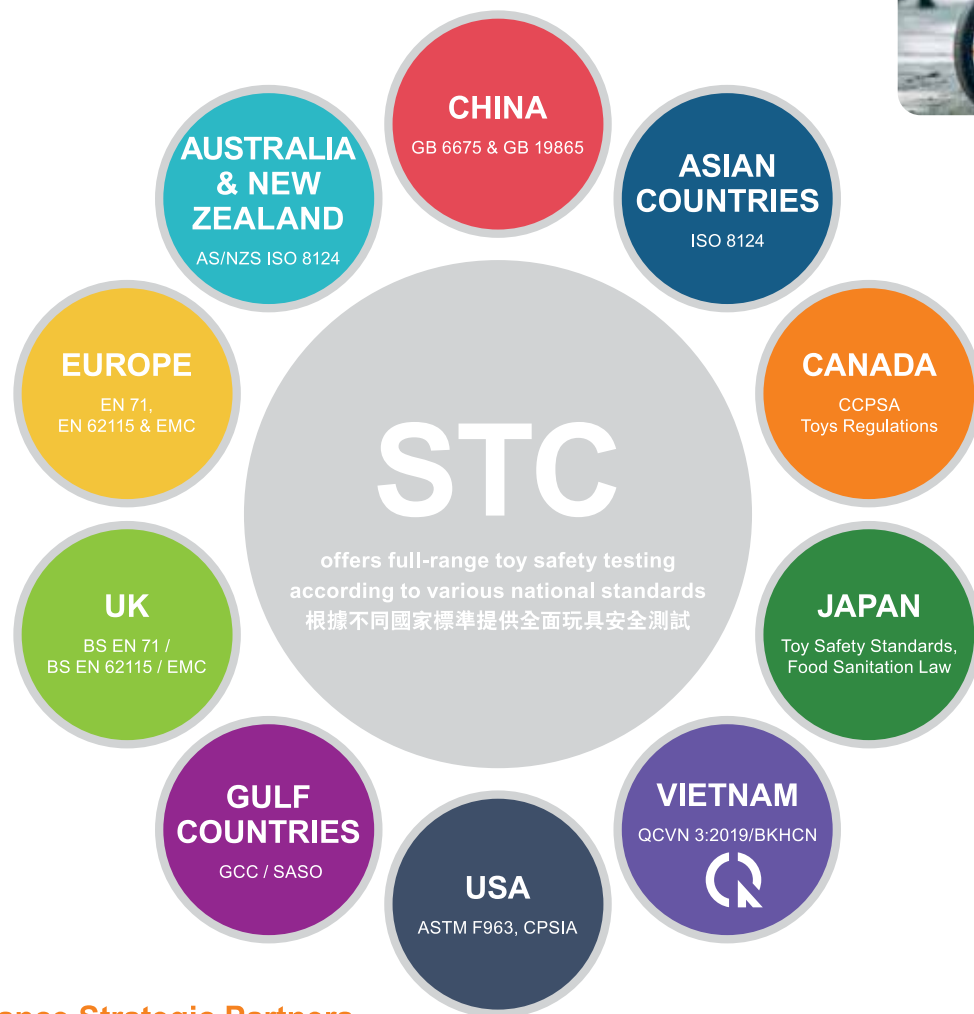 CHINA
GB 6675 & GB 19865
ASIAN
COUNTRIES
ISO 8124
CANADA
CCPSA
Toys Regulations
JAPAN
Toy Safety Standards,
Food Sanitation Law
VIETNAM
QCVN 3:2019/BKHCN
USA
ASTM F963, CPSIA
GULF
COUNTRIES
GCC / SASO
UK
BS EN 71 /
BS EN 62115 / EMC
EUROPE
EN 71,
EN 62115 & EMC
AUSTRALIA
& NEW
ZEALAND
AS/NZS ISO 8124
STC
offers full-range toy safety testing
according to various national standards
根據不同國家標準提供全面玩具安全測試
Strategic Partners